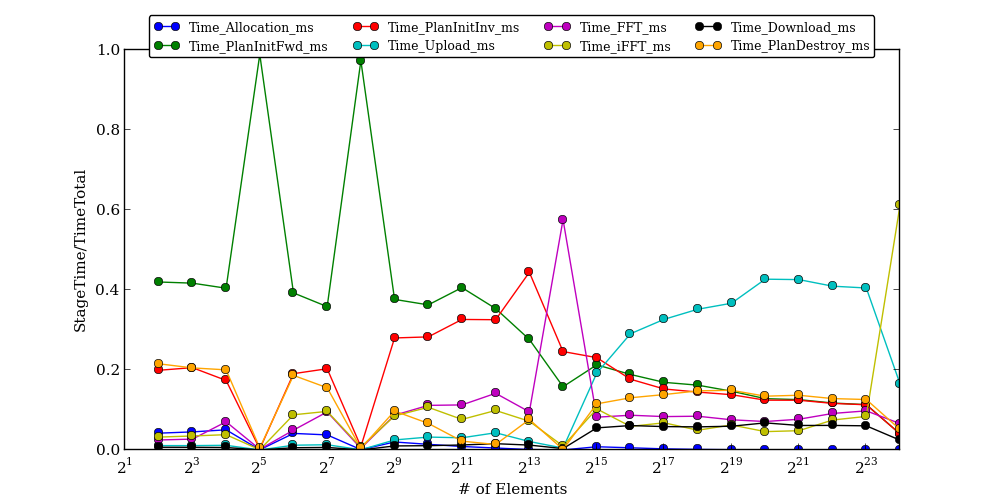 Time_Allocation_ms Time_PlanInitInv_ms Time_FFT_ms Time_Download_ms
Time_PlanInitFwd_ms Time_Upload_ms Time_iFFT_ms Time_PlanDestroy_ms
1.0
0.8
0.6
0.4
0.2
0.0
StageTime/TimeTotal
2^1 2^3 2^5 2^7 2^9 2^11 2^13 2^15 2^17 2^19 2^21 2^23
# of Elements